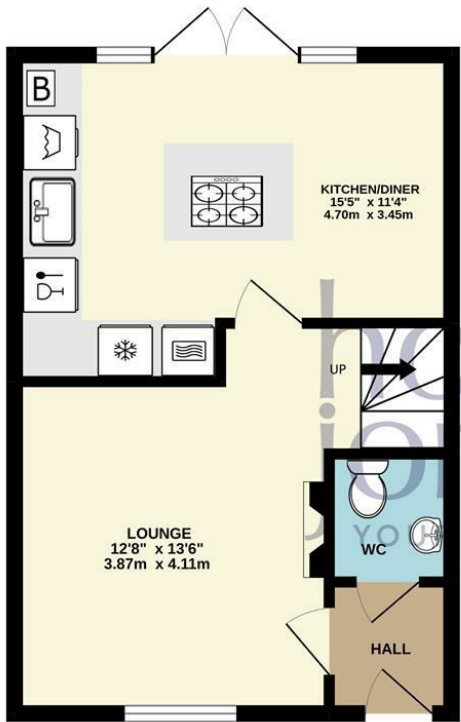 B
KITCHEN/DINER
15'5" x 11'4"
4.70m x 3.45m
UP
LOUNGE
12'8" x 13'6"
3.87m x 4.11m
WC
HALL